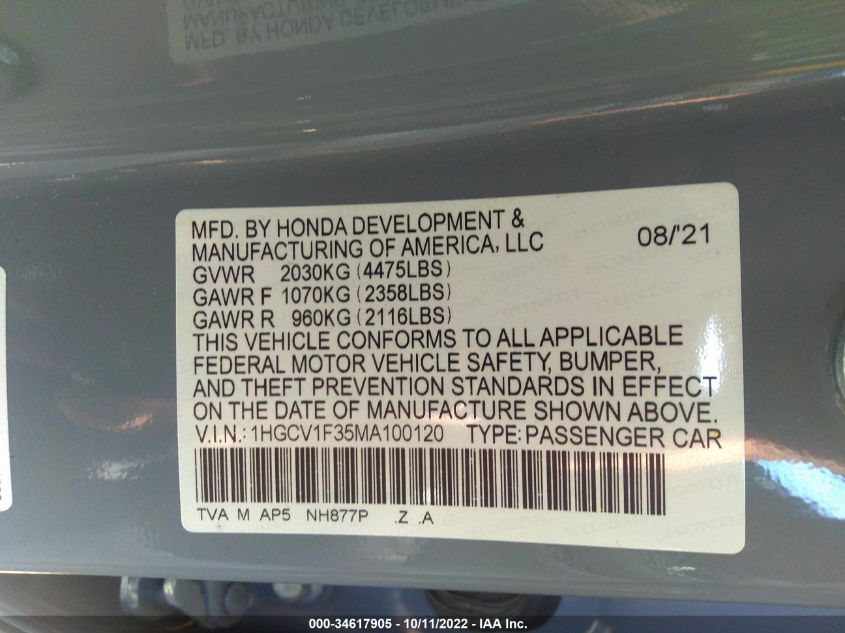 MFD. BY HONDA DEVELOPMENT &
MANUFACTURING OF AMERICA, LLC 08/'21
GVWR 2030KG (4475LBS)
GAWR F 1070KG (2358LBS)
GAWR R 960KG (2116LBS)
THIS VEHICLE CONFORMS TO ALL APPLICABLE
FEDERAL MOTOR VEHICLE SAFETY, BUMPER,
AND THEFT PREVENTION STANDARDS IN EFFECT
ON THE DATE OF MANUFACTURE SHOWN ABOVE.
V.I.N.: 1HGCV1F35MA100120 TYPE: PASSENGER CAR
TVA M AP5 NH877P .Z .A
000-34617905 - 10/11/2022 - IAA Inc.